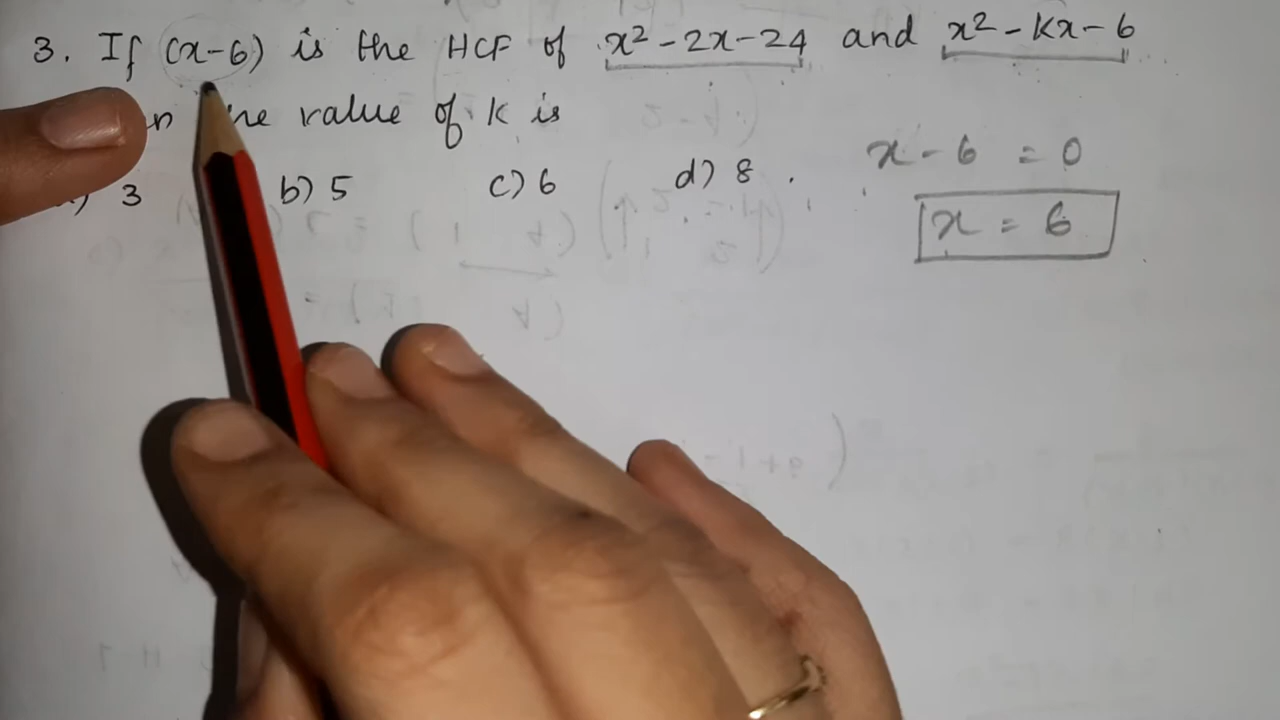 3. If (x-6) is the HCF of x² - 2x - 24 and x² - kx - 6
value of k is
3 b) 5 c) 6 d) 8 .
x - 6 = 0
x = 6